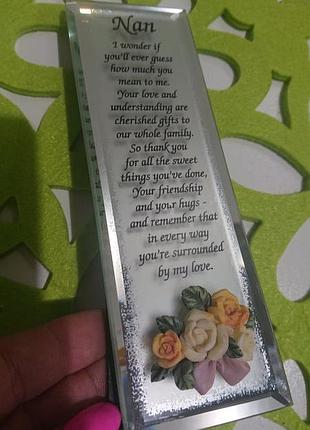 Nan
I wonder if
you'll ever guess
how much you
mean to me.
Your love and
understanding are
cherished gifts to
our whole family.
So thank you
for all the sweet
things you've done,
Your friendship
and your hugs -
and remember that
in every way
you're surrounded
by my love.